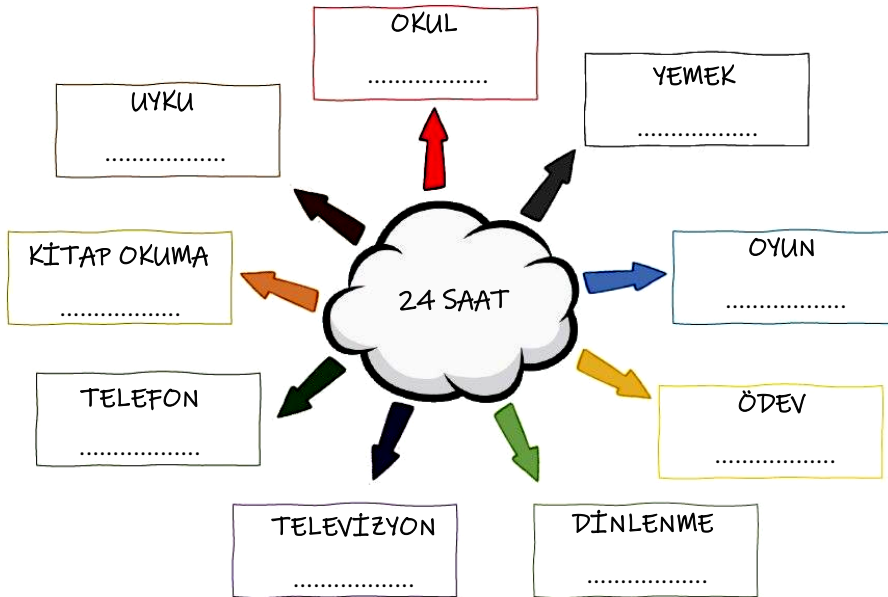 OKUL
...................
YEMEK
...................
UYKU
...................
OYUN
...................
KİTAP OKUMA
...................
24 SAAT
TELEFON
...................
ÖDEV
...................
TELEVİZYON
...................
DİNLENME
...................